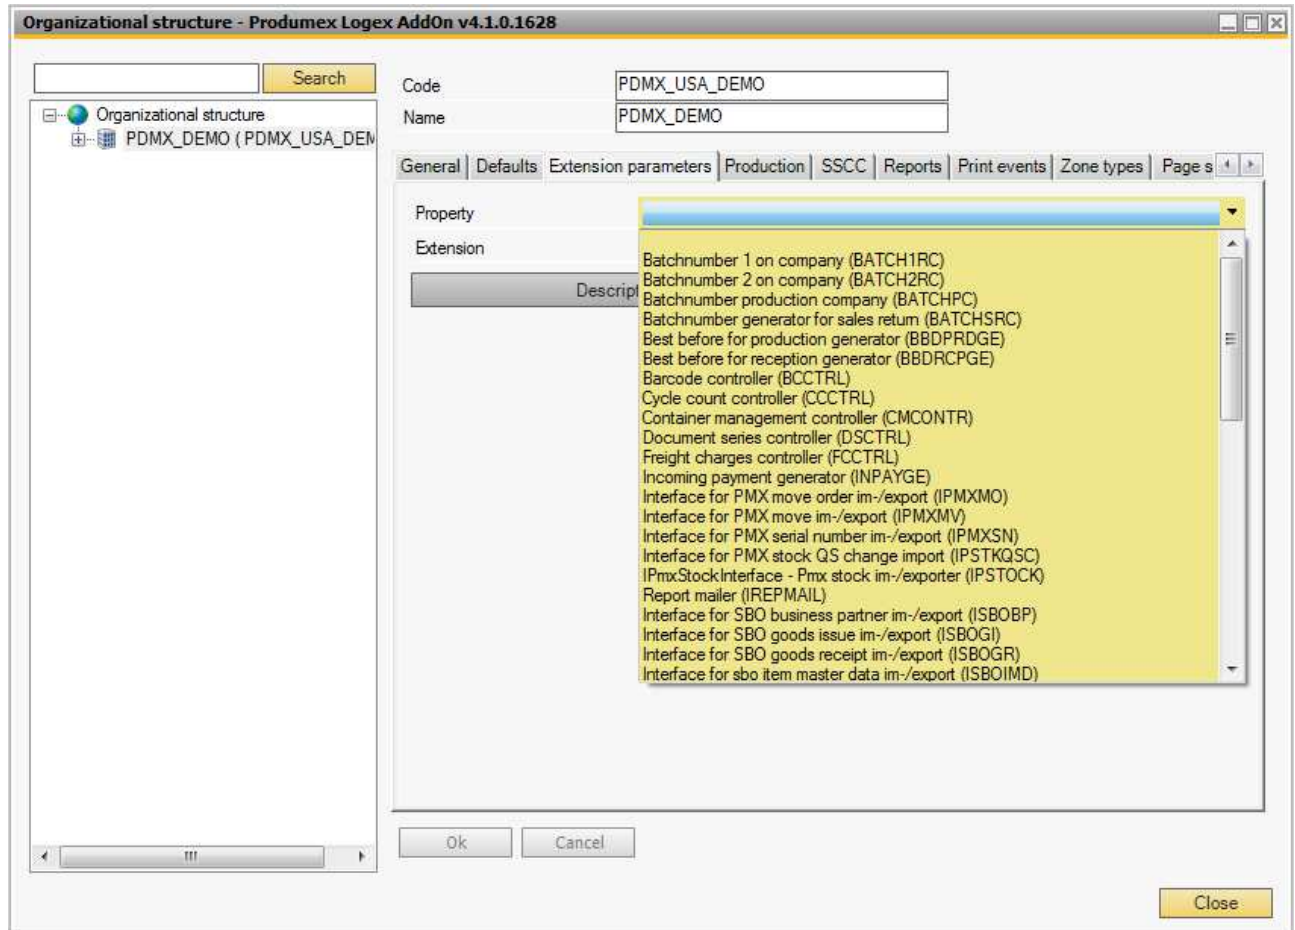 Organizational structure - Produmex Logex AddOn v4.1.0.1628
Search
Organizational structure
PDMX_DEMO ( PDMX_USA_DEM
Code PDMX_USA_DEMO
Name PDMX_DEMO
General Defaults Extension parameters Production SSCC Reports Print events Zone types Page s
Property
Extension
Descript
Batchnumber 1 on company (BATCH1RC)
Batchnumber 2 on company (BATCH2RC)
Batchnumber production company (BATCHPC)
Batchnumber generator for sales return (BATCHSRC)
Best before for production generator (BBDPRDGE)
Best before for reception generator (BBDRCPGE)
Barcode controller (BCCTRL)
Cycle count controller (CCCTRL)
Container management controller (CMCONTR)
Document series controller (DSCTRL)
Freight charges controller (FCCTRL)
Incoming payment generator (INPAYGE)
Interface for PMX move order im-/export (IPMXMO)
Interface for PMX move im-/export (IPMXMV)
Interface for PMX serial number im-/export (IPMXSN)
Interface for PMX stock QS change import (IPSTKQSC)
IPmxStockInterface - Pmx stock im-/exporter (IPSTOCK)
Report mailer (IREPMAIL)
Interface for SBO business partner im-/export (ISBOBP)
Interface for SBO goods issue im-/export (ISBOGI)
Interface for SBO goods receipt im-/export (ISBOGR)
Interface for sbo item master data im-/export (ISBOIMD)
Ok Cancel
Close